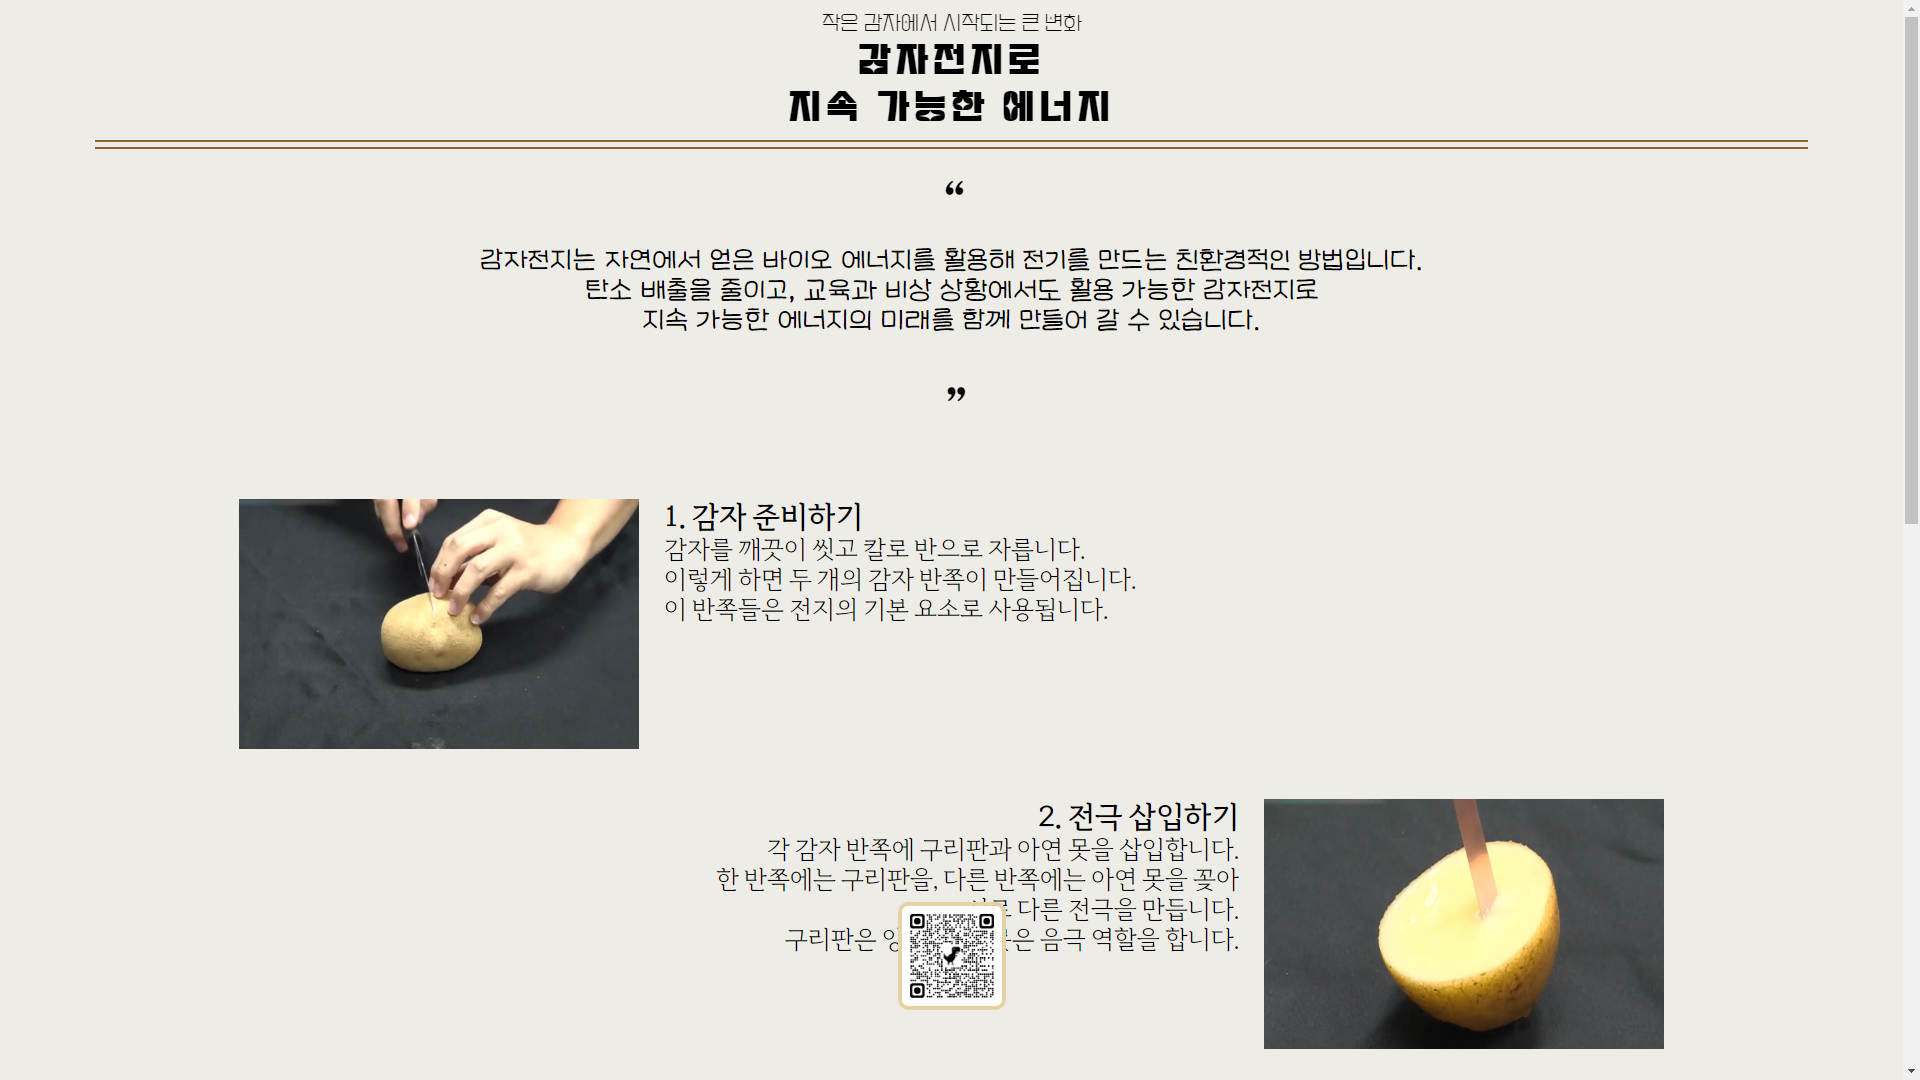 작은 감자에서 시작되는 큰 변화
감자전지로
지속 가능한 에너지
“
감자전지는 자연에서 얻은 바이오 에너지를 활용해 전기를 만드는 친환경적인 방법입니다.
탄소 배출을 줄이고, 교육과 비상 상황에서도 활용 가능한 감자전지로
지속 가능한 에너지의 미래를 함께 만들어 갈 수 있습니다.
”
1. 감자 준비하기
감자를 깨끗이 씻고 칼로 반으로 자릅니다.
이렇게 하면 두 개의 감자 반쪽이 만들어집니다.
이 반쪽들은 전지의 기본 요소로 사용됩니다.
2. 전극 삽입하기
각 감자 반쪽에 구리판과 아연 못을 삽입합니다.
한 반쪽에는 구리판을, 다른 반쪽에는 아연 못을 꽂아
다른 전극을 만듭니다.
구리판은 음극 역할을 합니다.